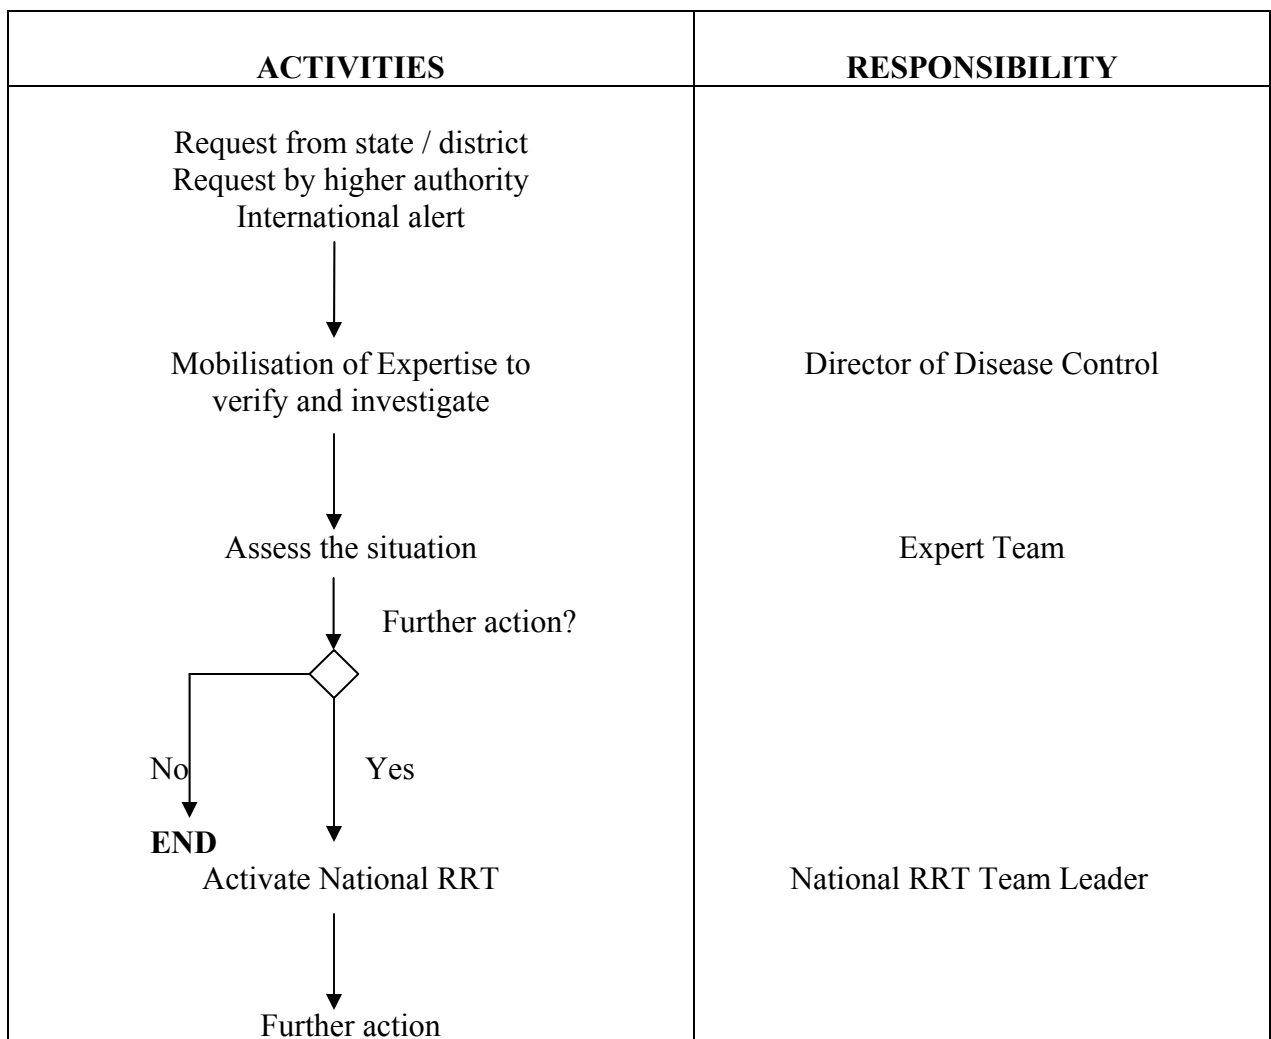 ACTIVITIES
RESPONSIBILITY
Request from state / district
Request by higher authority
International alert
Mobilisation of Expertise to
verify and investigate
Director of Disease Control
Assess the situation
Expert Team
Further action?
No
Yes
END
Activate National RRT
National RRT Team Leader
Further action